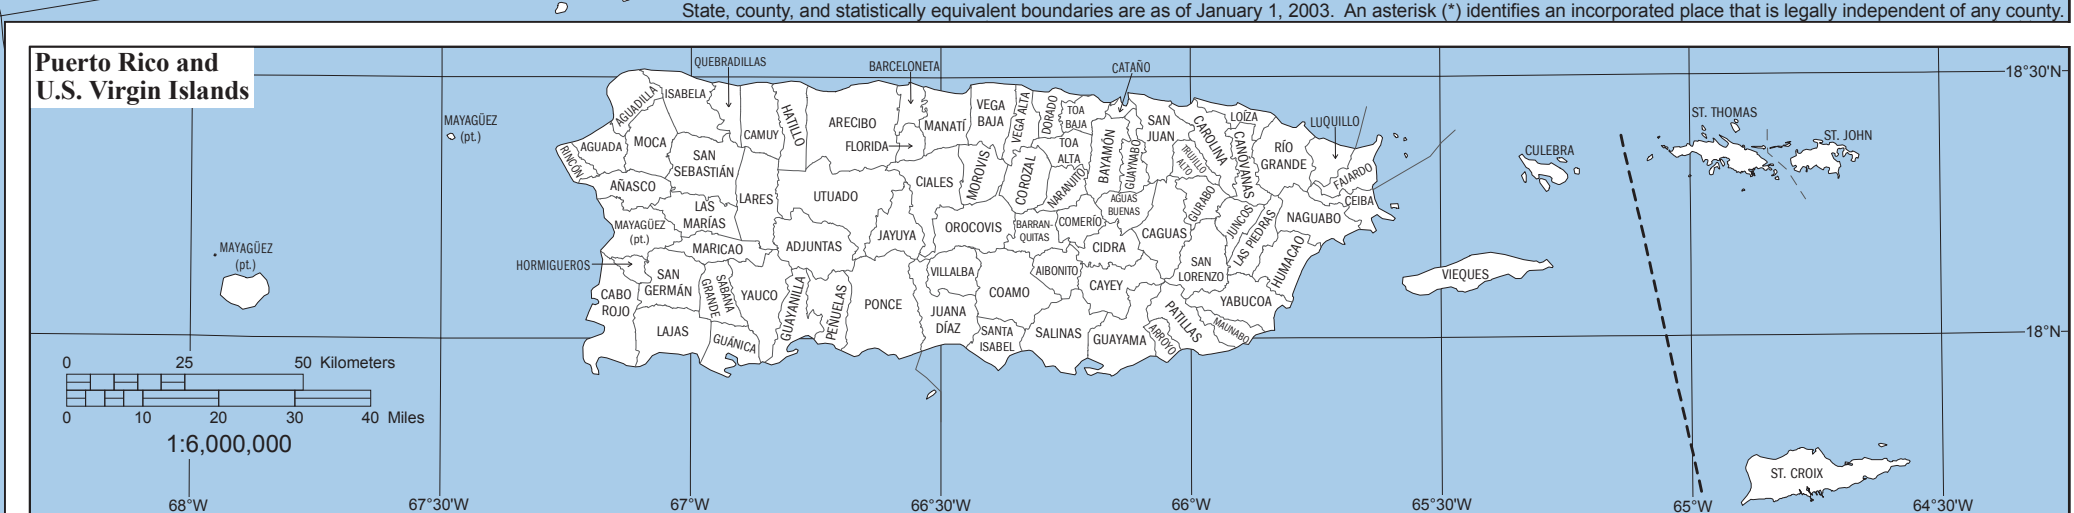 State, county, and statistically equivalent boundaries are as of January 1, 2003. An asterisk (*) identifies an incorporated place that is legally independent of any county.
Puerto Rico and
U.S. Virgin Islands
QUEBRADILLAS
BARCELONETA
CATAÑO
18°30'N
MAYAGÜEZ
(pt.)
AGUADILLA
ISABELA
CAMUY
HATILLO
ARECIBO
FLORIDA
MANATÍ
VEGA
BAJA
VEGA ALTA
DORADO
TOA
BAJA
TOA
ALTA
BAYAMÓN
GUAYNABO
SAN
JUAN
TRUJILLO
ALTO
CAROLINA
LOÍZA
CANÓVANAS
RÍO
GRANDE
LUQUILLO
FAJARDO
CEIBA
CULEBRA
ST. THOMAS
ST. JOHN
RINCÓN
AGUADA
MOCA
SAN
SEBASTIÁN
AÑASCO
LAS
MARÍAS
LARES
UTUADO
CIALES
MOROVIS
COROZAL
NARANJITO
AGUAS
BUENAS
GURABO
JUNCOS
LAS PIEDRAS
NAGUABO
HUMACAO
MAYAGÜEZ
(pt.)
MAYAGÜEZ
(pt.)
MARICAO
ADJUNTAS
JAYUYA
OROCOVIS
BARRAN-
QUITAS
COMERÍO
CIDRA
CAGUAS
SAN
LORENZO
HORMIGUEROS
SAN
GERMÁN
CABO
ROJO
SABANA
GRANDE
YAUCO
GUAYANILLA
PEÑUELAS
PONCE
VILLALBA
JUANA
DÍAZ
COAMO
AIBONITO
CAYEY
YABUCOA
VIEQUES
LAJAS
GUÁNICA
SANTA
ISABEL
SALINAS
GUAYAMA
ARROYO
PATILLAS
MAUNABO
18°N
0 25 50 Kilometers
0 10 20 30 40 Miles
1:6,000,000
ST. CROIX
68°W 67°30'W 67°W 66°30'W 66°W 65°30'W 65°W 64°30'W